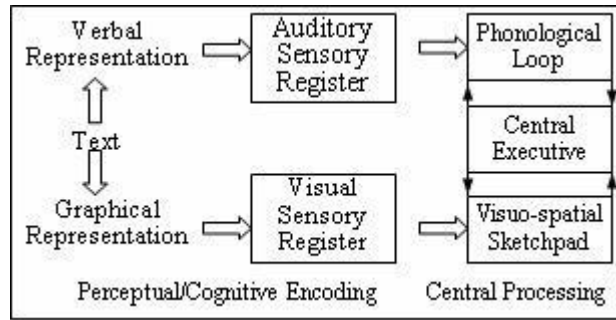 Verbal
Representation
Auditory
Sensory
Register
Phonological
Loop
Text
Central
Executive
Graphical
Representation
Visual
Sensory
Register
Visuo-spatial
Sketchpad
Perceptual/Cognitive Encoding
Central Processing